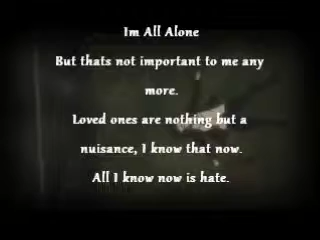 Im All Alone
But thats not important to me any
more.
Loved ones are nothing but a
nuisance, I know that now.
All I know now is hate.